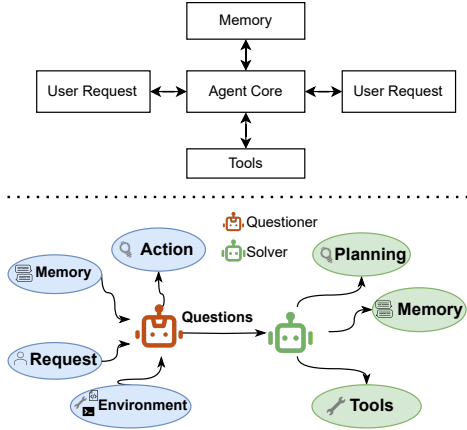 Memory
User Request
Agent Core
User Request
Tools
Questioner
Solver
Action
Planning
Memory
Memory
Questions
Request
Environment
Tools